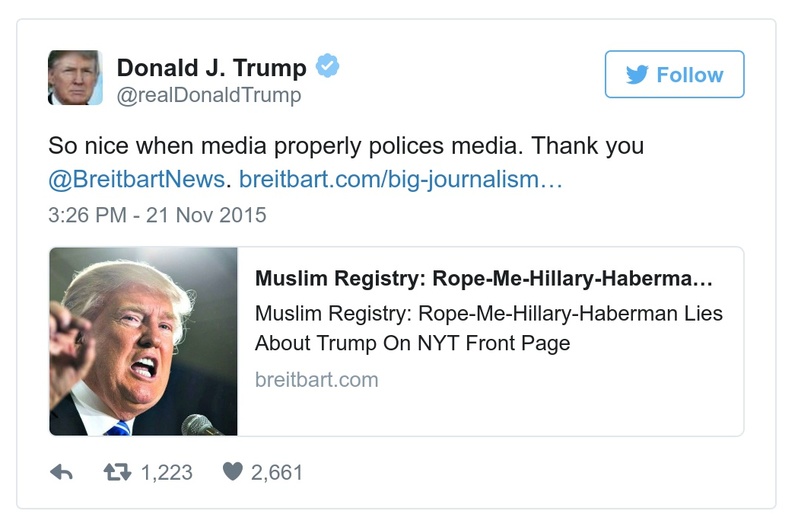 Donald J. Trump
@realDonaldTrump
Follow
So nice when media properly polices media. Thank you
@BreitbartNews. breitbart.com/big-journalism…
3:26 PM - 21 Nov 2015
Muslim Registry: Rope-Me-Hillary-Haberma…
Muslim Registry: Rope-Me-Hillary-Haberman Lies
About Trump On NYT Front Page
breitbart.com
1,223 2,661